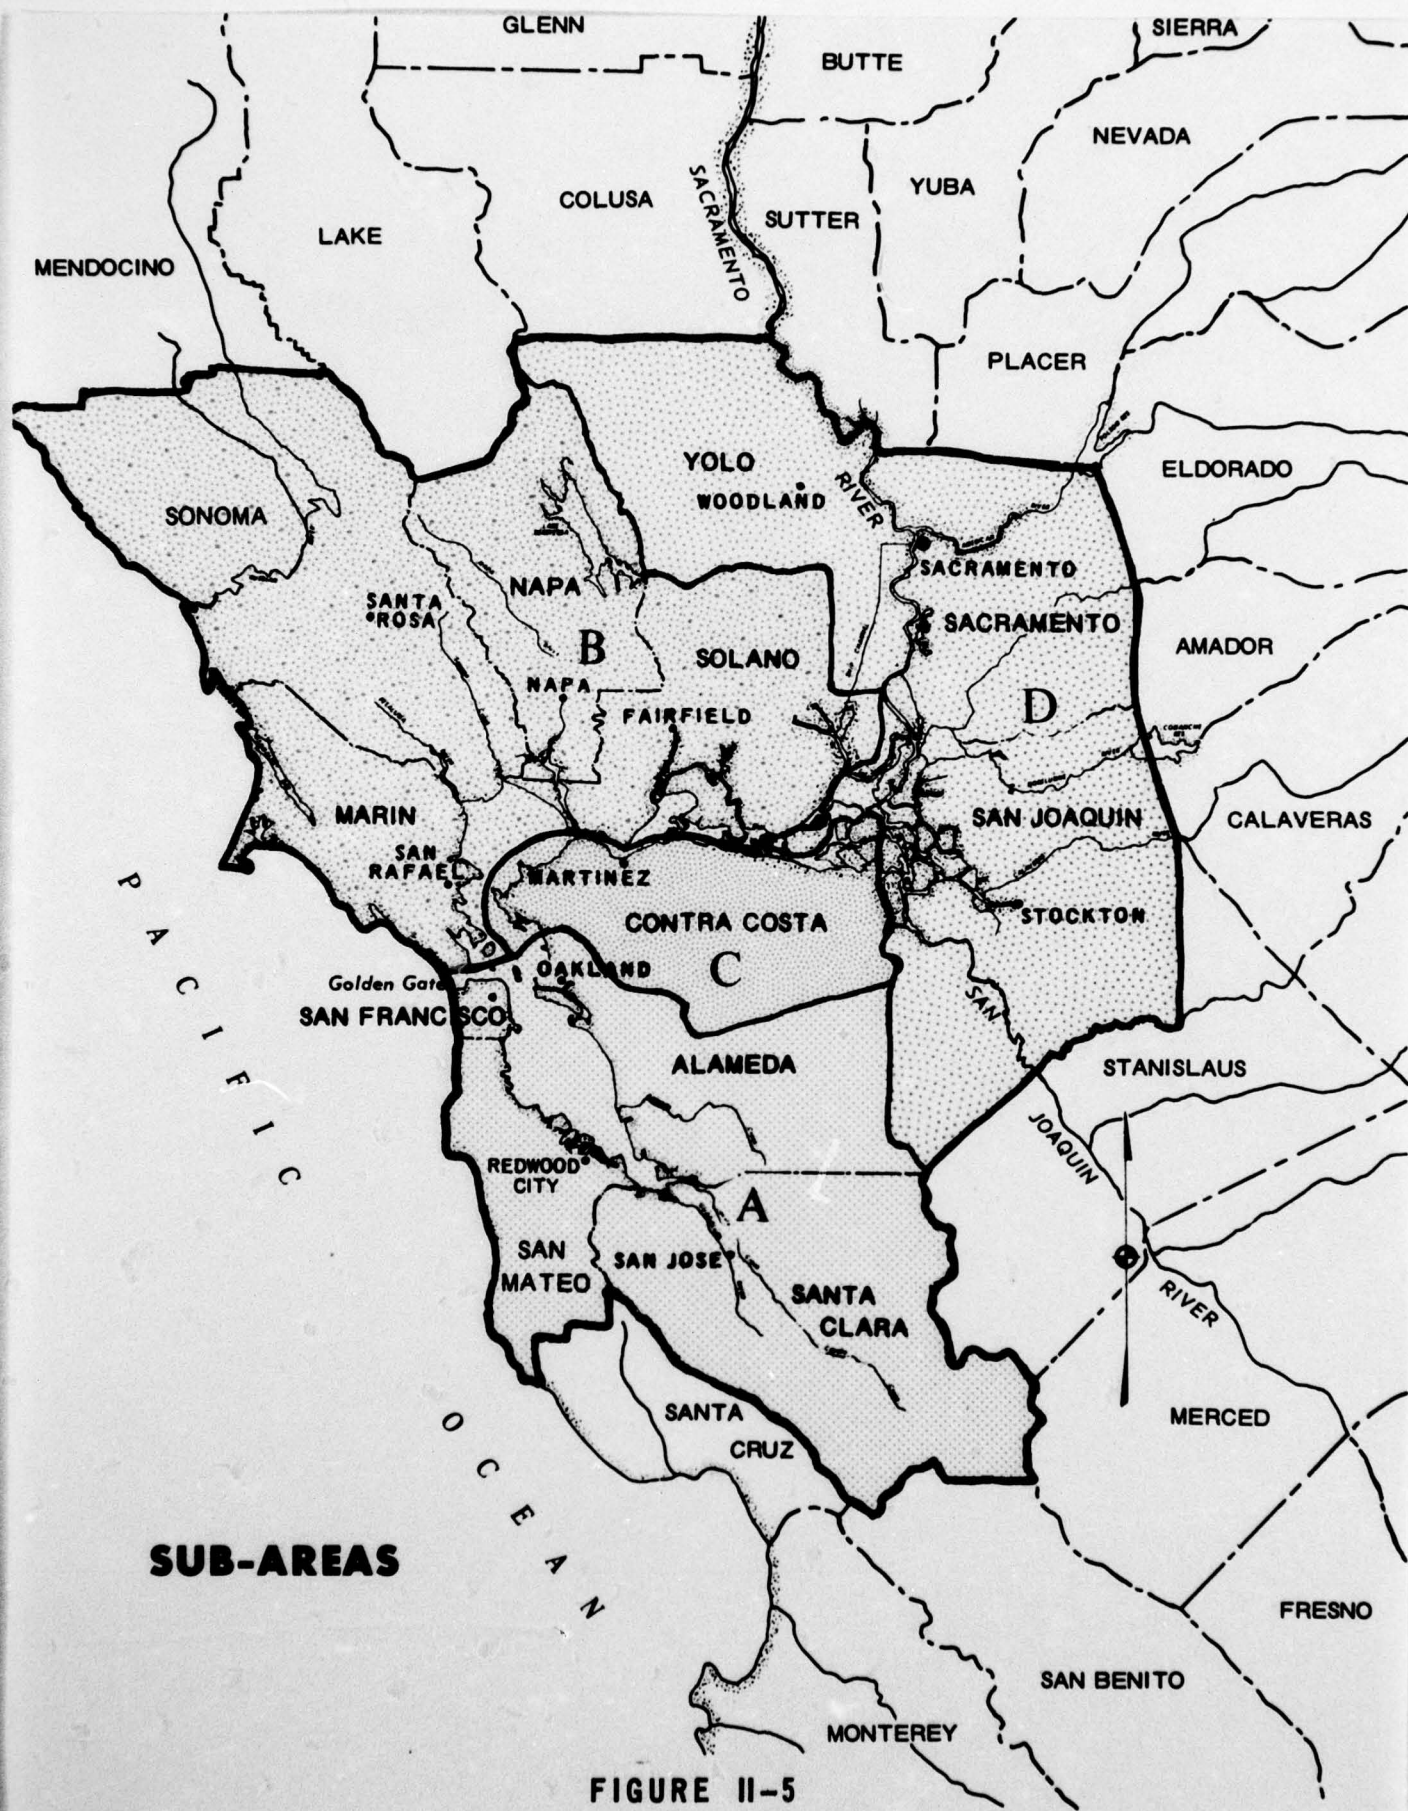 GLENN
SIERRA
BUTTE
NEVADA
YUBA
COLUSA
SACRAMENTO
SUTTER
LAKE
MENDOCINO
PLACER
YOLO
WOODLAND
RIVER
ELDORADO
SONOMA
SACRAMENTO
NAPA
SANTA
ROSA
SACRAMENTO
B
SOLANO
AMADOR
NAPA
FAIRFIELD
D
MARIN
SAN JOAQUIN
CALAVERAS
SAN
RAFAEL
MARTINEZ
CONTRA COSTA
STOCKTON
C
OAKLAND
Golden Gate
SAN FRANCISCO
SAN
ALAMEDA
STANISLAUS
PACIFIC
JOAQUIN
REDWOOD
CITY
A
SAN
MATEO
SAN JOSE
SANTA
CLARA
RIVER
SANTA
CRUZ
MERCED
OCEAN
SUB-AREAS
FRESNO
SAN BENITO
MONTEREY
FIGURE II-5